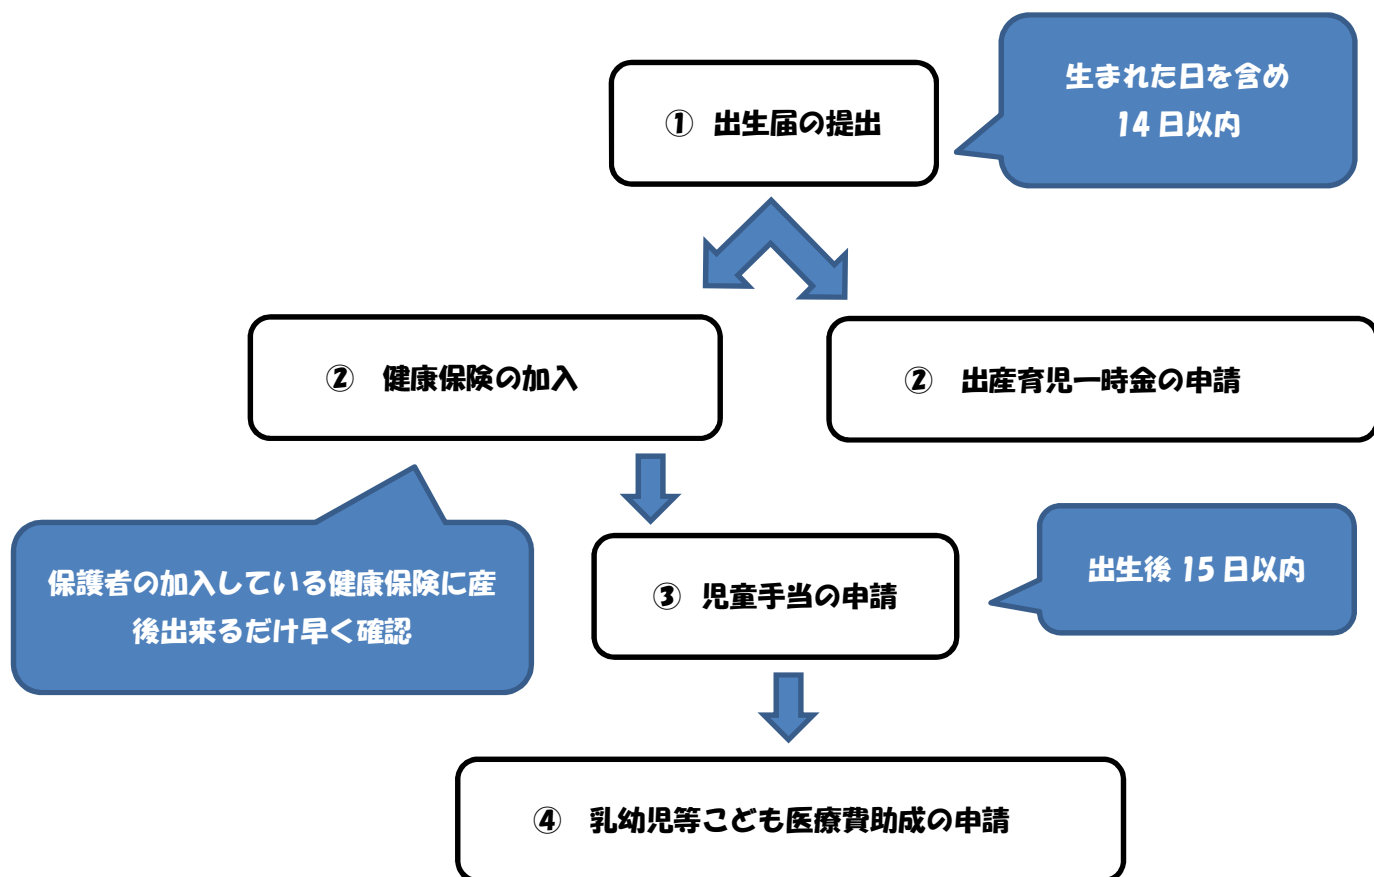 ① 出生届の提出
生まれた日を含め
14日以内
② 健康保険の加入
② 出産育児一時金の申請
保護者の加入している健康保険に産
後出来るだけ早く確認
③ 児童手当の申請
出生後 15日以内
④ 乳幼児等こども医療費助成の申請